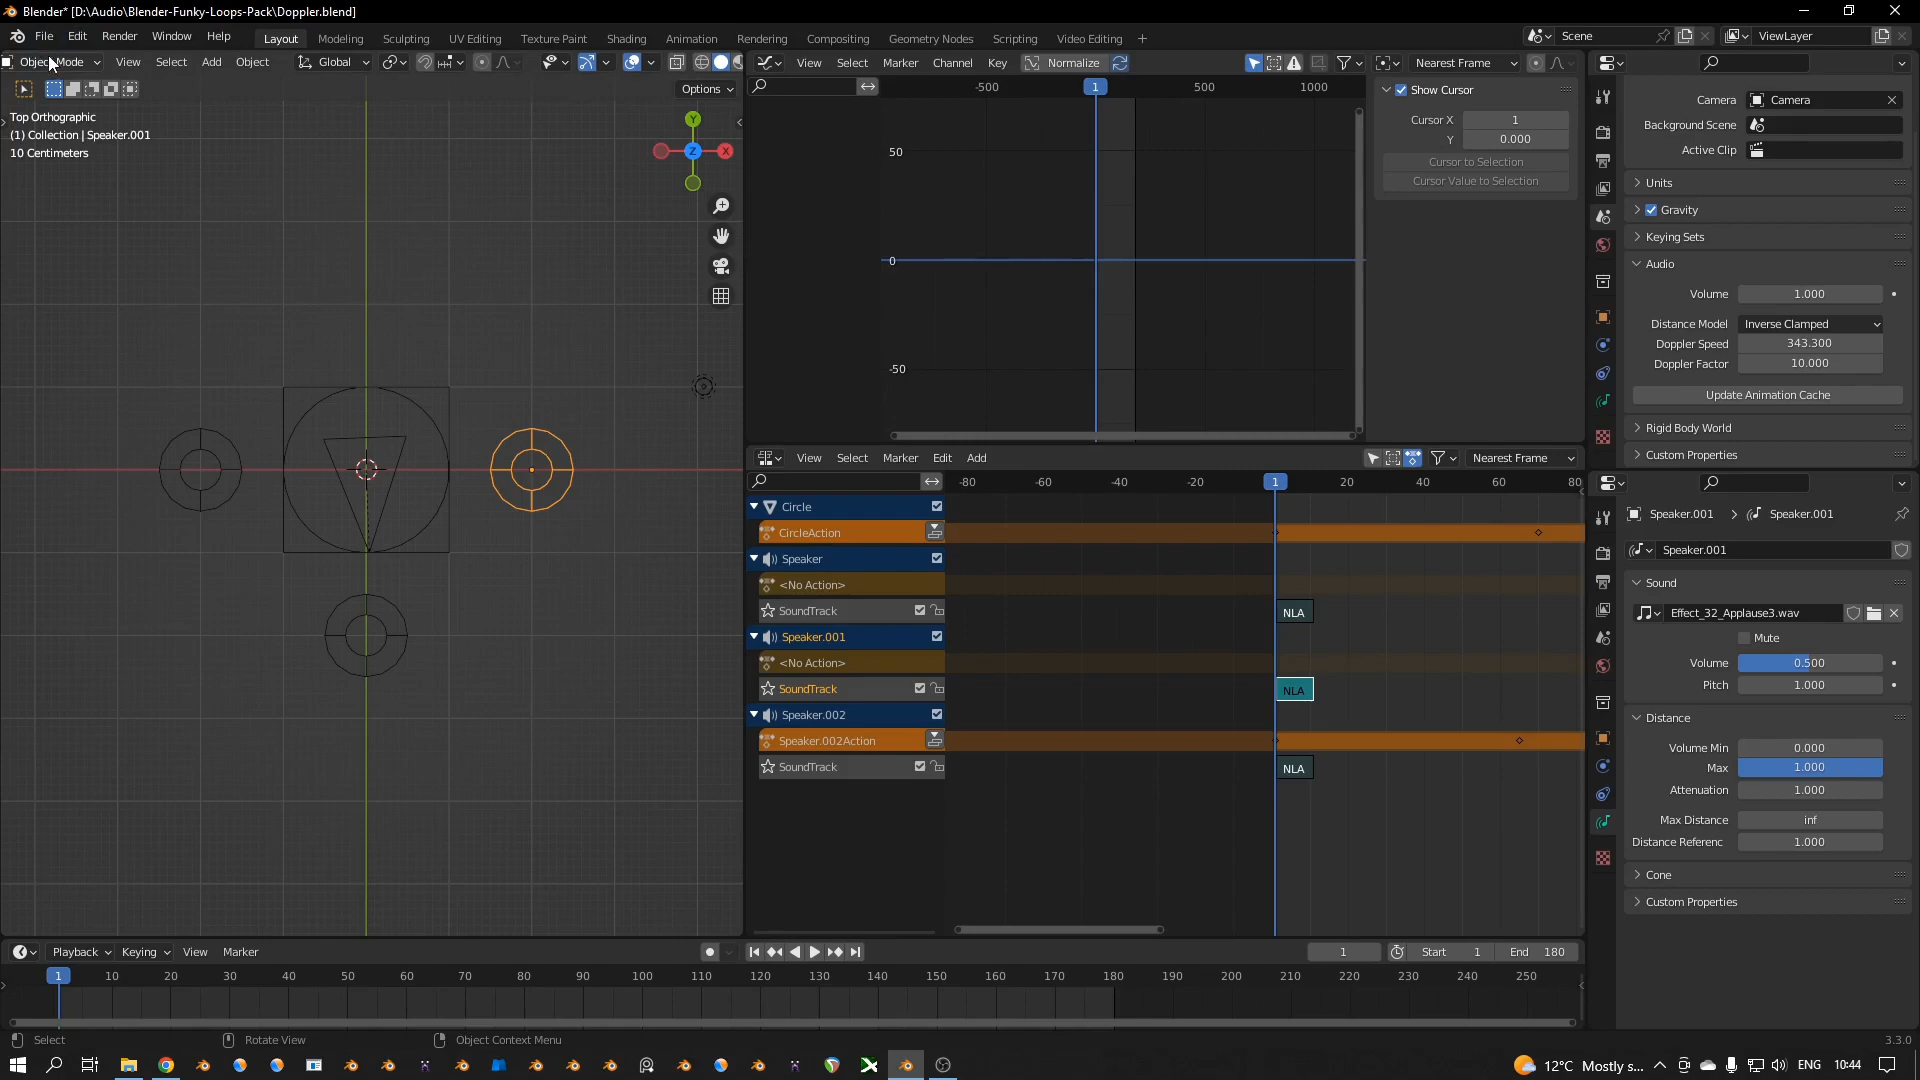 Blender* [D:\Audio\Blender-Funky-Loops-Pack\Doppler.blend]
File Edit Render Window Help Layout Modeling Sculpting UV Editing Texture Paint Shading Animation Rendering Compositing Geometry Nodes Scripting Video Editing + Scene ViewLayer
Object Mode View Select Add Object Global
Options
Top Orthographic
(1) Collection | Speaker.001
10 Centimeters
Y
X
Z
View Select Marker Channel Key Normalize Nearest Frame
-500 1 500 1000
50
0
-50
Show Cursor
Cursor X 1
Y 0.000
Cursor to Selection
Cursor Value to Selection
View Select Marker Edit Add Nearest Frame
-80 -60 -40 -20 1 20 40 60 80
Circle
CircleAction
Speaker
<No Action>
SoundTrack NLA
Speaker.001
<No Action>
SoundTrack NLA
Speaker.002
Speaker.002Action
SoundTrack NLA
Camera Camera
Background Scene
Active Clip
Units
Gravity
Keying Sets
Audio
Volume 1.000
Distance Model Inverse Clamped
Doppler Speed 343.300
Doppler Factor 10.000
Update Animation Cache
Rigid Body World
Custom Properties
Speaker.001 Speaker.001
Speaker.001
Sound
Effect_32_Applause3.wav
Mute
Volume 0.500
Pitch 1.000
Distance
Volume Min 0.000
Max 1.000
Attenuation 1.000
Max Distance inf
Distance Referenc 1.000
Cone
Custom Properties
Playback Keying View Marker 1 Start 1 End 180
1 10 20 30 40 50 60 70 80 90 100 110 120 130 140 150 160 170 180 190 200 210 220 230 240 250
Select Rotate View Object Context Menu 3.3.0
12°C Mostly s... ENG 10:44